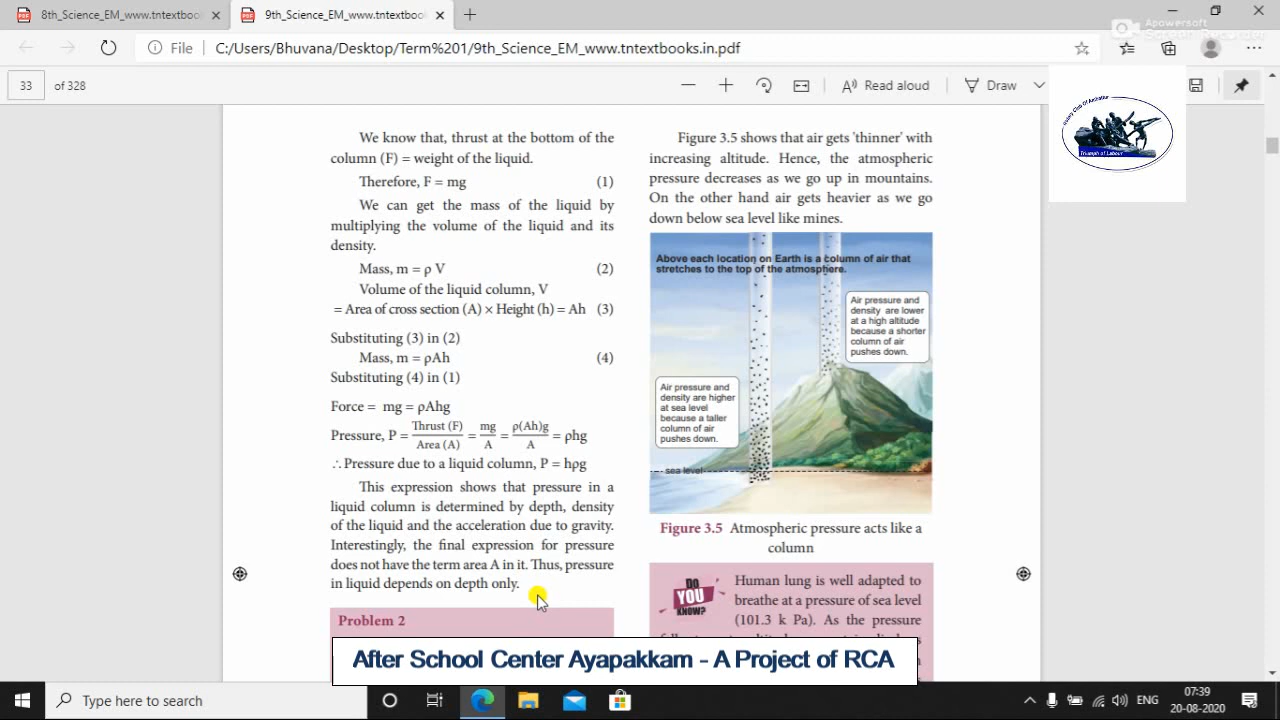 8th_Science_EM_www.tntextbooks
9th_Science_EM_www.tntextbook
Apowersoft
Screen Recorder
File
C:/Users/Bhuvana/Desktop/Term%201/9th_Science_EM_www.tntextbooks.in.pdf
33 of 328
Read aloud
Draw
We know that, thrust at the bottom of the
column (F) = weight of the liquid.
Therefore, F = mg (1)
We can get the mass of the liquid by
multiplying the volume of the liquid and its
density.
Mass, m = ρ V (2)
Volume of the liquid column, V
= Area of cross section (A) × Height (h) = Ah (3)
Substituting (3) in (2)
Mass, m = ρAh (4)
Substituting (4) in (1)
Force = mg = ρAhg
Pressure, P = Thrust (F) / Area (A) = mg / A = ρ(Ah)g / A = ρhg
∴ Pressure due to a liquid column, P = hρg
This expression shows that pressure in a
liquid column is determined by depth, density
of the liquid and the acceleration due to gravity.
Interestingly, the final expression for pressure
does not have the term area A in it. Thus, pressure
in liquid depends on depth only.
Problem 2
Figure 3.5 shows that air gets 'thinner' with
increasing altitude. Hence, the atmospheric
pressure decreases as we go up in mountains.
On the other hand air gets heavier as we go
down below sea level like mines.
Above each location on Earth is a column of air that
stretches to the top of the atmosphere.
Air pressure and
density are lower
at a high altitude
because a shorter
column of air
pushes down.
Air pressure and
density are higher
at sea level
because a taller
column of air
pushes down.
sea level
Figure 3.5 Atmospheric pressure acts like a
column
DO
YOU
KNOW?
Human lung is well adapted to
breathe at a pressure of sea level
(101.3 k Pa). As the pressure
Triumph of Labour
After School Center Ayapakkam - A Project of RCA
Type here to search
ENG
07:39
20-08-2020